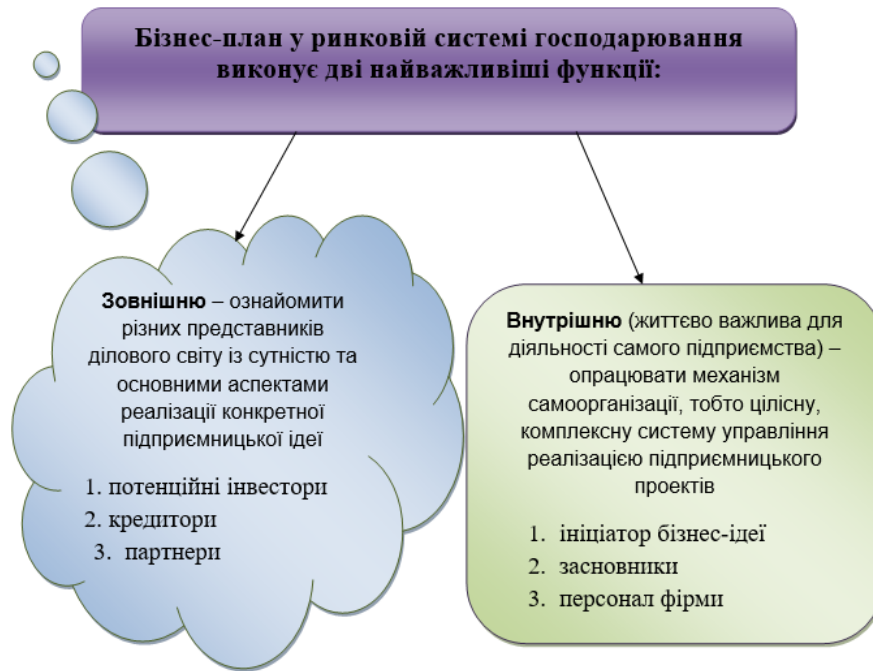 Бізнес-план у ринковій системі господарювання
виконує дві найважливіші функції:
Зовнішню – ознайомити
різних представників
ділового світу із сутністю та
основними аспектами
реалізації конкретної
підприємницької ідеї
1. потенційні інвестори
2. кредитори
3. партнери
Внутрішню (життєво важлива для
діяльності самого підприємства) –
опрацювати механізм
самоорганізації, тобто цілісну,
комплексну систему управління
реалізацією підприємницького
проектів
1. ініціатор бізнес-ідеї
2. засновники
3. персонал фірми